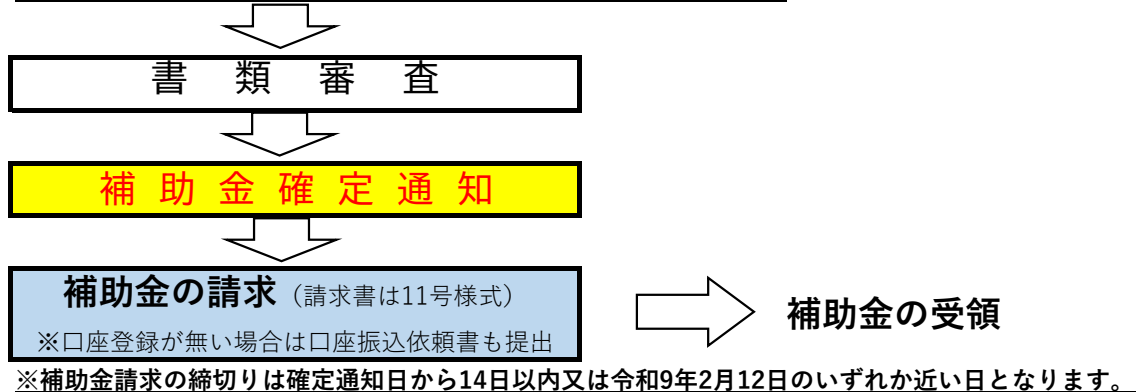 書類審査
補助金確定通知
補助金の請求（請求書は11号様式）
※口座登録が無い場合は口座振込依頼書も提出
補助金の受領
※補助金請求の締切りは確定通知日から14日以内又は令和9年2月12日のいずれか近い日となります。